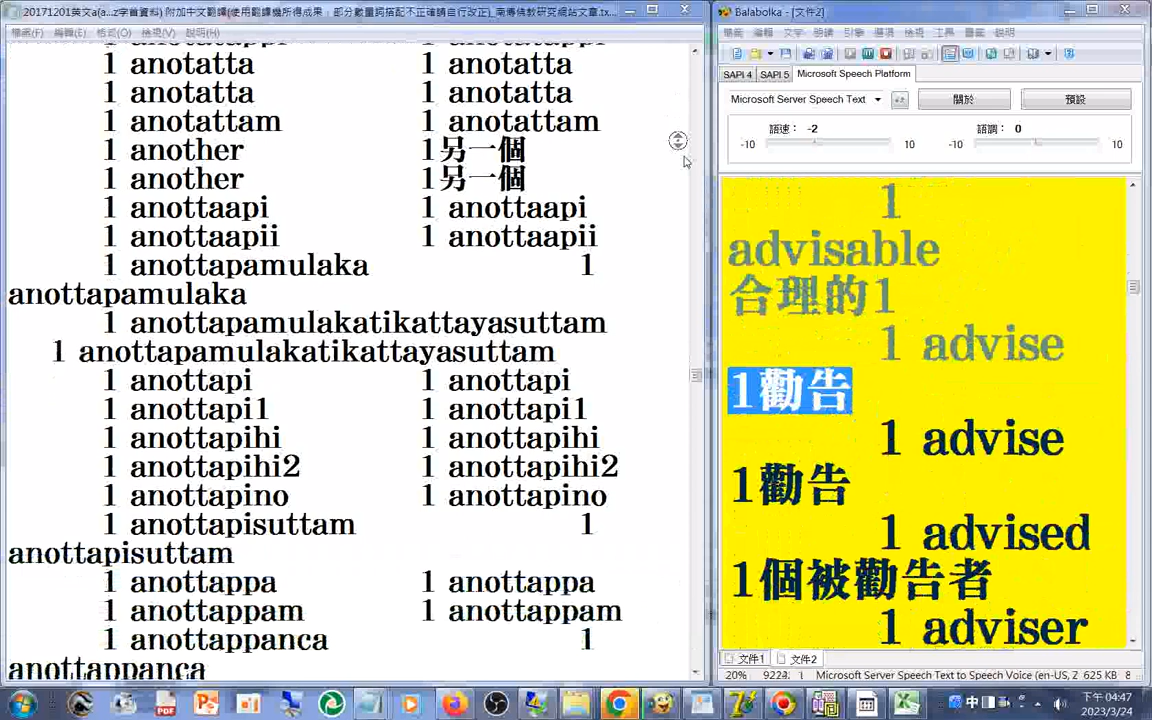 20171201英文a(a...z字首資料) 附加中文翻譯(使用翻譯機所得成果，部分數量詞搭配不正確請自行改正)_南傳佛教研究網站文章.tx...
檔案(F) 編輯(E) 格式(O) 檢視(V) 說明(H)
1 anotatta 1 anotatta
1 anotatta 1 anotatta
1 anotattam 1 anotattam
1 another 1另一個
1 another 1另一個
1 anottaapi 1 anottaapi
1 anottaapii 1 anottaapii
1 anottapamulaka 1
anottapamulaka
1 anottapamulakatikattayasuttam
1 anottapamulakatikattayasuttam
1 anottapi 1 anottapi
1 anottapi1 1 anottapi1
1 anottapihi 1 anottapihi
1 anottapihi2 1 anottapihi2
1 anottapino 1 anottapino
1 anottapisuttam 1
anottapisuttam
1 anottappa 1 anottappa
1 anottappam 1 anottappam
1 anottappanca 1
anottappanca
Balabolka - [文件2]
SAPI 4 SAPI 5 Microsoft Speech Platform
Microsoft Server Speech Text 關於 預設
語速： -2 語調： 0
-10 10 -10 10
1
advisable
合理的1
1 advise
1勸告
1 advise
1勸告
1 advised
1個被勸告者
1 adviser
文件1 文件2
20% 9224. 1 Microsoft Server Speech Text to Speech Voice (en-US, Z 625 KB 8
中
下午 04:47
2023/3/24